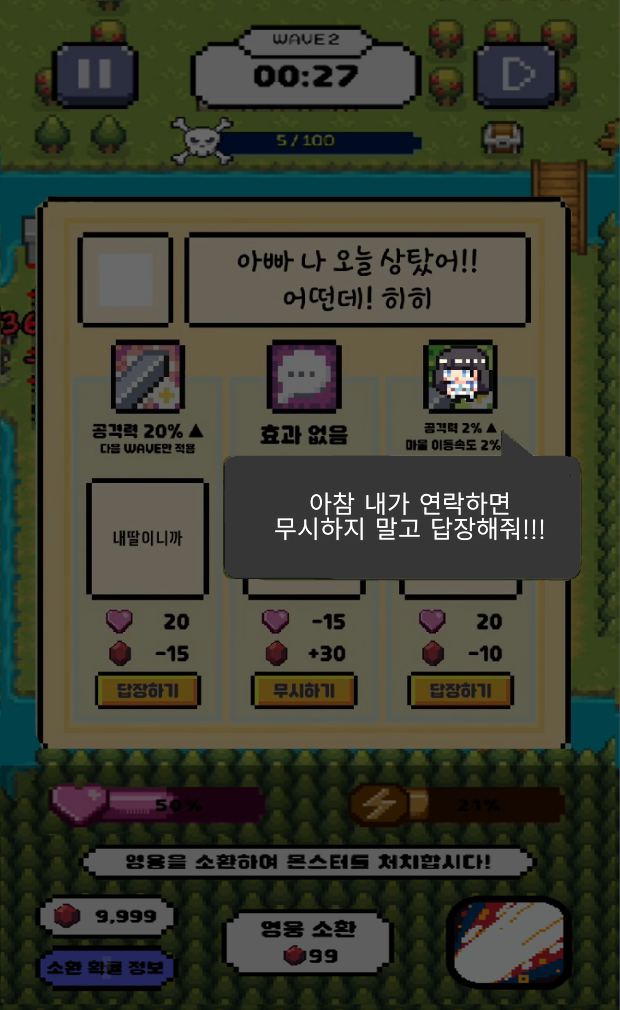 WAVE2
00:27
5/100
아빠 나 오늘 상탔어!!
어떤데! 히히
공격력 20% ▲
다음 WAVE만 적용
효과 없음
공격력 2% ▲
마물 이동속도 2%
아참 내가 연락하면
무시하지 말고 답장해줘!!!
내딸이니까
20
-15
답장하기
-15
+30
무시하기
20
-10
답장하기
50%
21%
영웅을 소환하여 몬스터를 처치합시다!
9,999
소환 확률 정보
영웅 소환
99